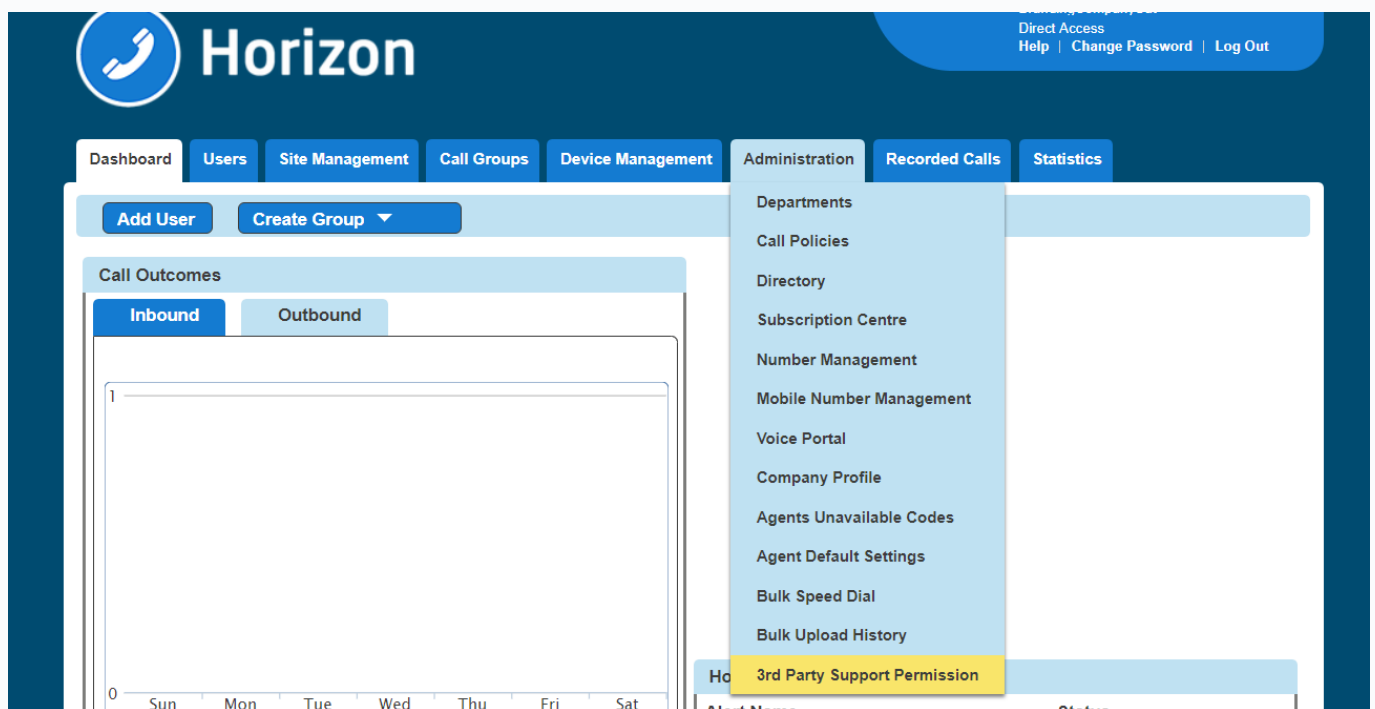 Horizon
Direct Access
Help | Change Password | Log Out
Dashboard Users Site Management Call Groups Device Management Administration Recorded Calls Statistics
Add User Create Group
Departments
Call Policies
Directory
Subscription Centre
Number Management
Mobile Number Management
Voice Portal
Company Profile
Agents Unavailable Codes
Agent Default Settings
Bulk Speed Dial
Bulk Upload History
3rd Party Support Permission
Call Outcomes
Inbound Outbound
1
0
Sun Mon Tue Wed Thu Fri Sat
Ho
Alert Name Status